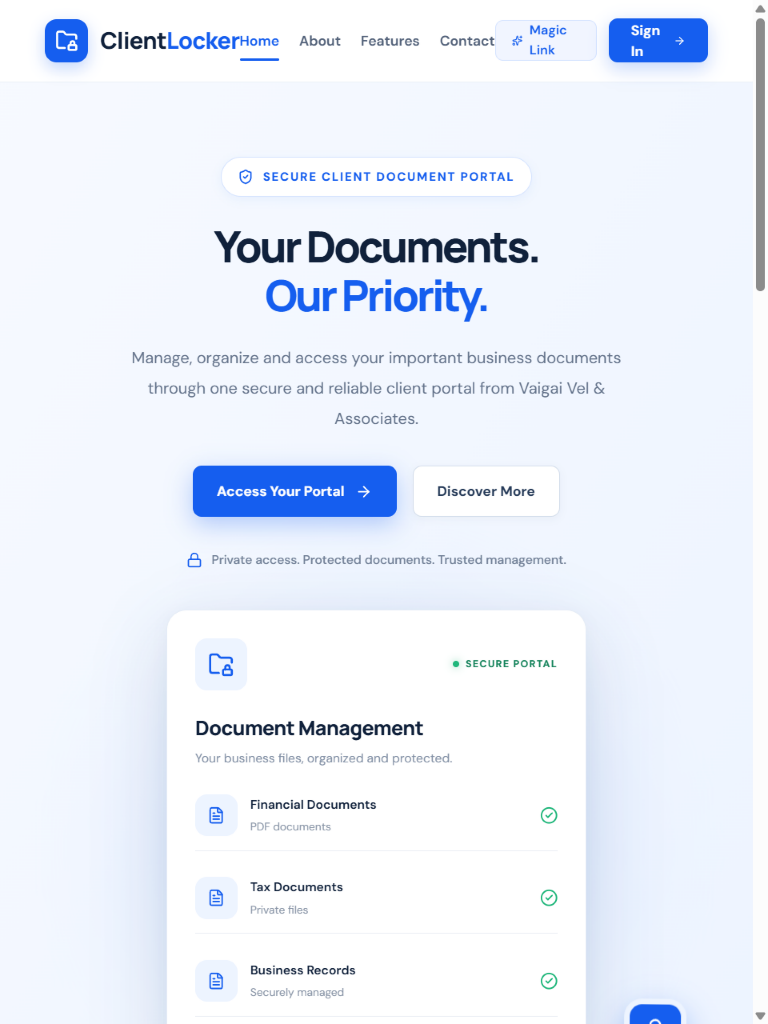 ClientLocker
Home
About
Features
Contact
Magic
Link
Sign
In
SECURE CLIENT DOCUMENT PORTAL
Your Documents.
Our Priority.
Manage, organize and access your important business documents
through one secure and reliable client portal from Vaigai Vel &
Associates.
Access Your Portal
Discover More
Private access. Protected documents. Trusted management.
SECURE PORTAL
Document Management
Your business files, organized and protected.
Financial Documents
PDF documents
Tax Documents
Private files
Business Records
Securely managed